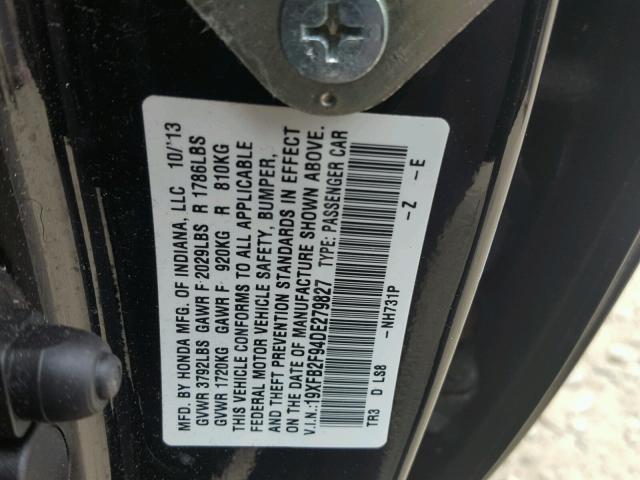 MFD. BY HONDA MFG. OF INDIANA, LLC 10/'13
GVWR 3792LBS GAWR F 2029LBS R 1786LBS
GVWR 1720KG GAWR F 920KG R 810KG
THIS VEHICLE CONFORMS TO ALL APPLICABLE
FEDERAL MOTOR VEHICLE SAFETY, BUMPER,
AND THEFT PREVENTION STANDARDS IN EFFECT
ON THE DATE OF MANUFACTURE SHOWN ABOVE.
V.I.N.: 19XFB2F94DE279827 TYPE: PASSENGER CAR
-NH731P -Z -E
TR3 D LS8